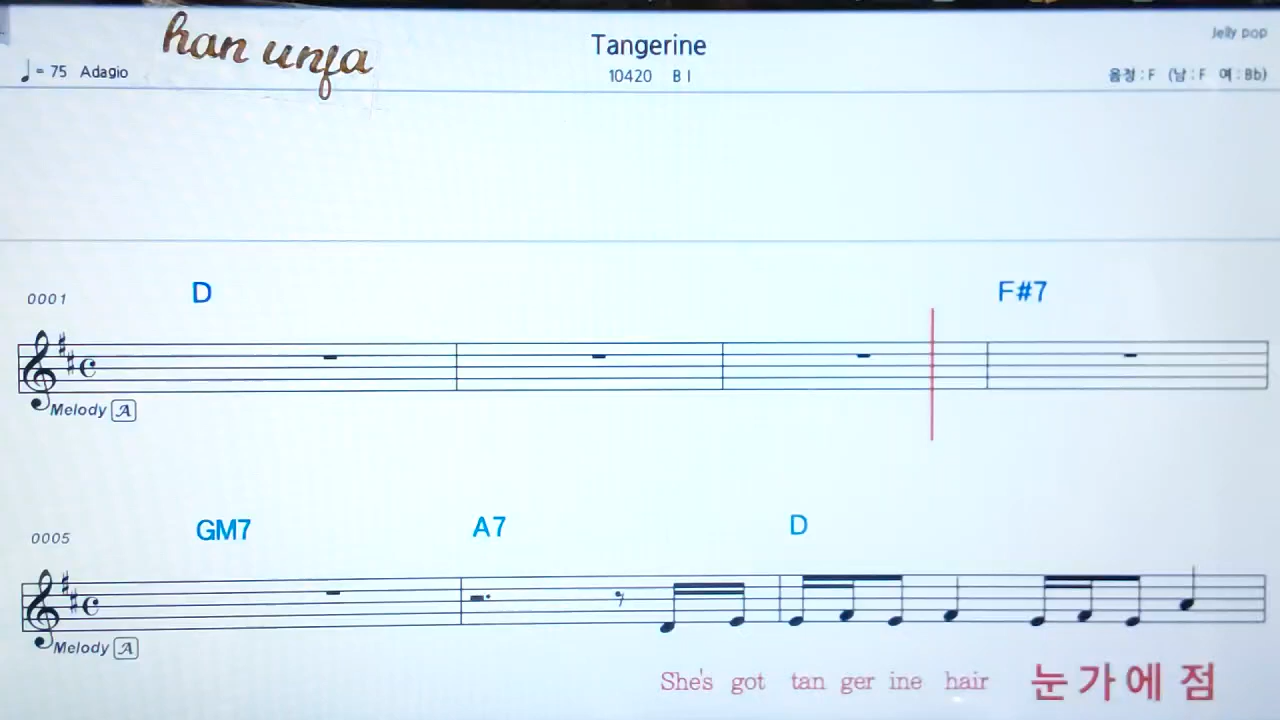 han unfa
Tangerine
Jelly pop
♩ = 75 Adagio
10420 B I
음정 : F (남 : F 여 : Bb)
0001
D
F#7
Melody A
0005
GM7 A7 D
Melody A
She's got tan ger ine hair 눈 가 에 점